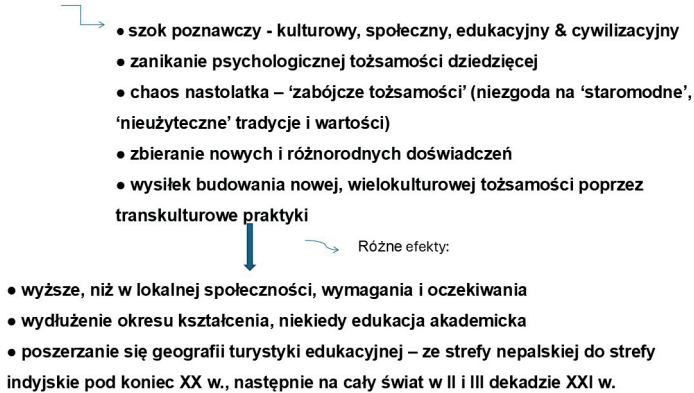 ● szok poznawczy - kulturowy, społeczny, edukacyjny & cywilizacyjny
● zanikanie psychologicznej tożsamości dziedzięcej
● chaos nastolatka – ‘zabójcze tożsamości’ (niezgoda na ‘staromodne’,
‘nieużyteczne’ tradycje i wartości)
● zbieranie nowych i różnorodnych doświadczeń
● wysiłek budowania nowej, wielokulturowej tożsamości poprzez
transkulturowe praktyki
Różne efekty:
● wyższe, niż w lokalnej społeczności, wymagania i oczekiwania
● wydłużenie okresu kształcenia, niekiedy edukacja akademicka
● poszerzanie się geografii turystyki edukacyjnej – ze strefy nepalskiej do strefy
indyjskie pod koniec XX w., następnie na cały świat w II i III dekadzie XXI w.